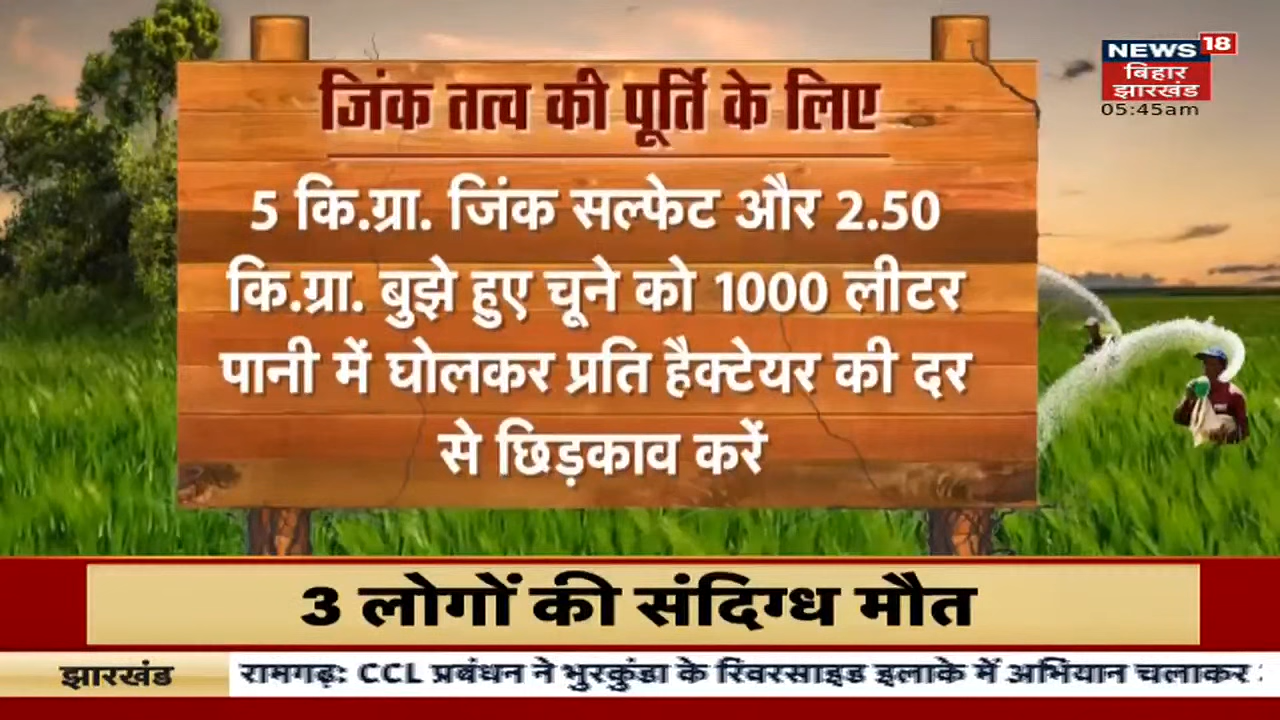 जिंक तत्व की पूर्ति के लिए
NEWS 18
बिहार
झारखंड
05:45am
5 कि.ग्रा. जिंक सल्फेट और 2.50
कि.ग्रा. बुझे हुए चूने को 1000 लीटर
पानी में घोलकर प्रति हैक्टेयर की दर
से छिड़काव करें
3 लोगों की संदिग्ध मौत
झारखंड
रामगढ़: CCL प्रबंधन ने भुरकुंडा के रिवरसाइड इलाके में अभियान चलाकर